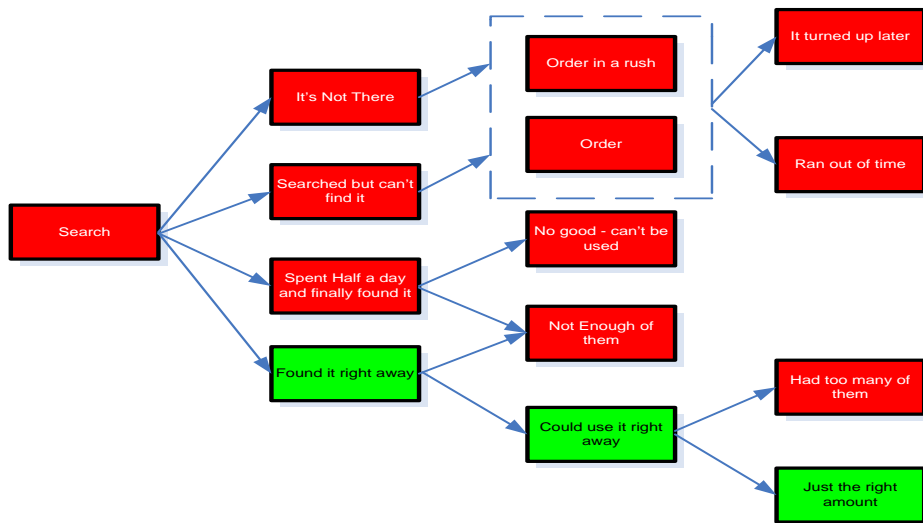 Search
It's Not There
Searched but can't
find it
Spent Half a day
and finally found it
Found it right away
Order in a rush
Order
No good - can't be
used
Not Enough of
them
Could use it right
away
It turned up later
Ran out of time
Had too many of
them
Just the right
amount